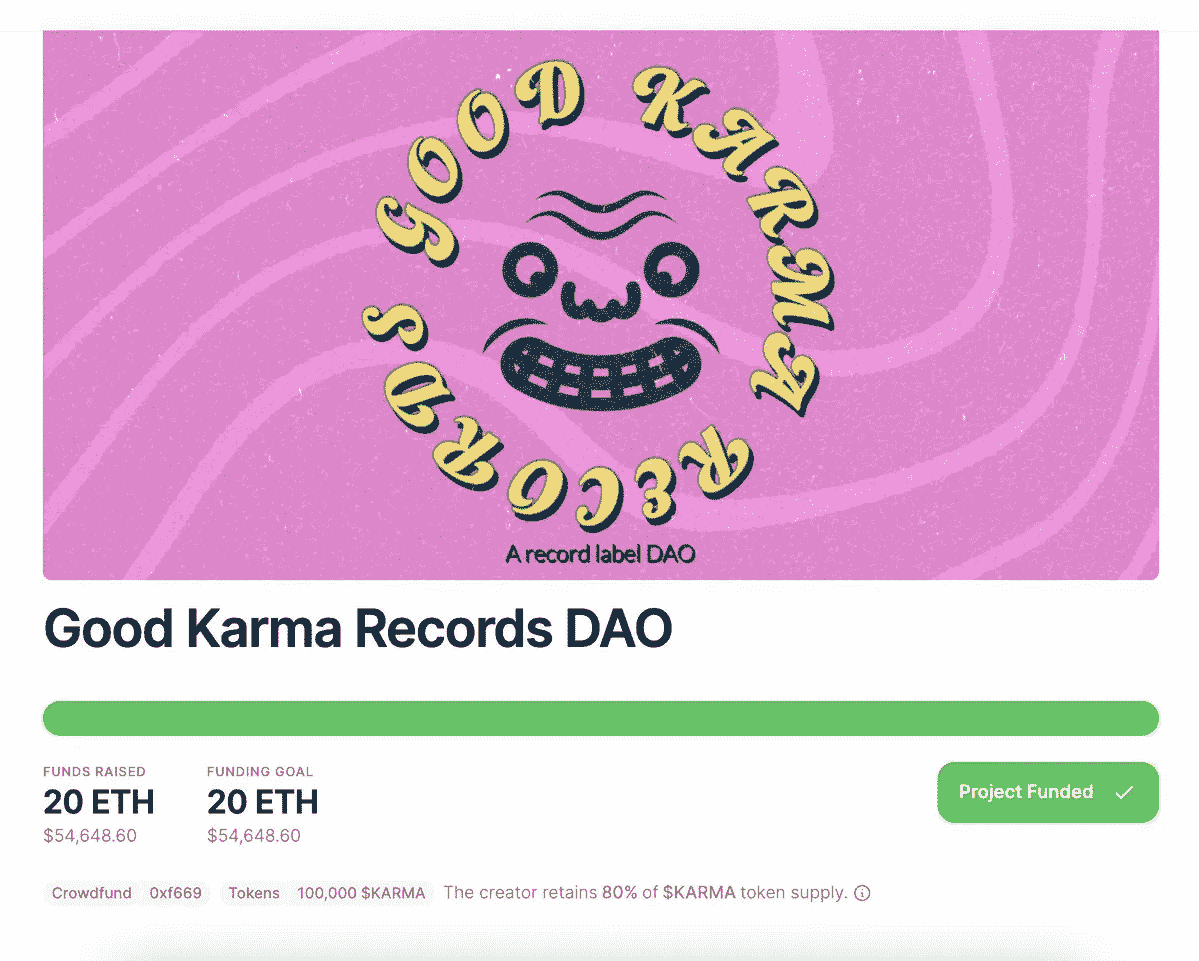 GOOD KARMA RECORDS
A record label DAO
Good Karma Records DAO
FUNDS RAISED FUNDING GOAL
20 ETH 20 ETH
$54,648.60 $54,648.60
Project Funded
Crowdfund 0xf669 Tokens 100,000 $KARMA The creator retains 80% of $KARMA token supply.